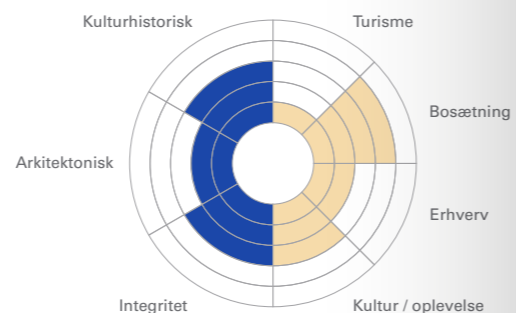 Kulturhistorisk
Turisme
Bosætning
Arkitektonisk
Erhverv
Integritet
Kultur / oplevelse